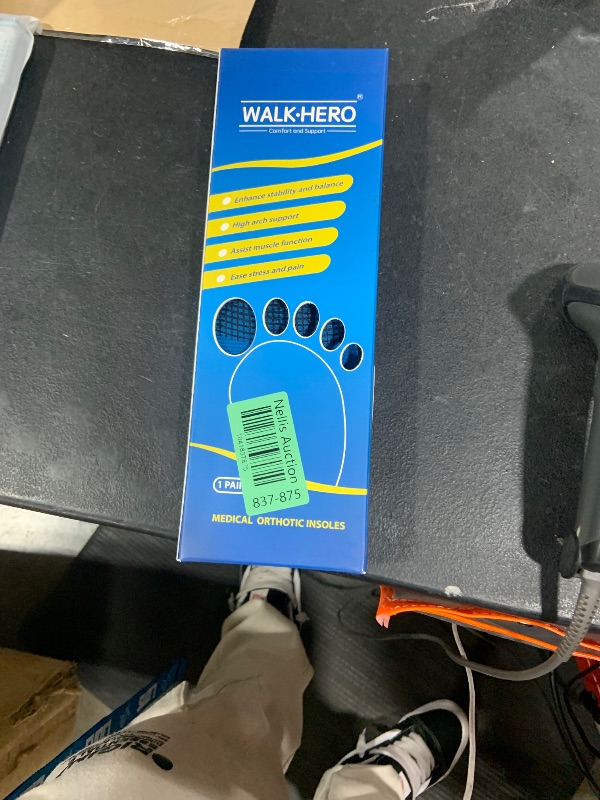 WALK·HERO®
Comfort and Support
Enhance stability and balance
High arch support
Assist muscle function
Ease stress and pain
Nellis Auction
837-875
1 PAI
MEDICAL ORTHOTIC INSOLES